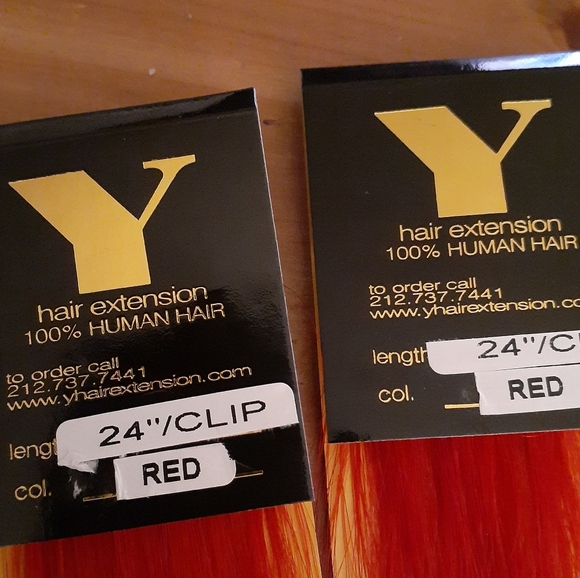 Y
hair extension
100% HUMAN HAIR
to order call
212.737.7441
www.yhairextension.com
leng
24"/CLIP
col.
RED
Y
hair extension
100% HUMAN HAIR
to order call
212.737.7441
www.yhairextension.co
length
24"/C
col.
RED